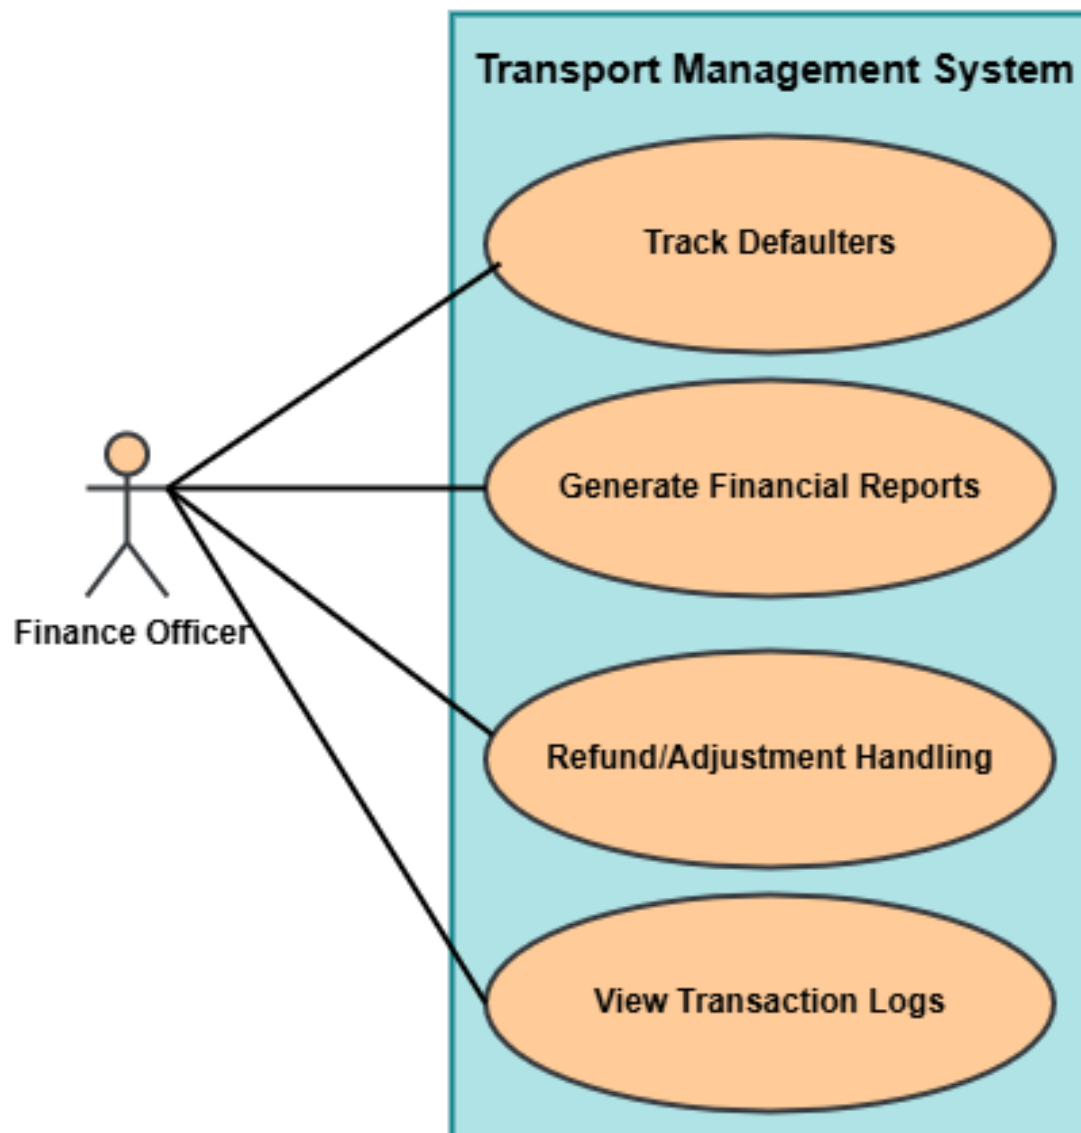 Transport Management System
Track Defaulters
Generate Financial Reports
Finance Officer
Refund/Adjustment Handling
View Transaction Logs